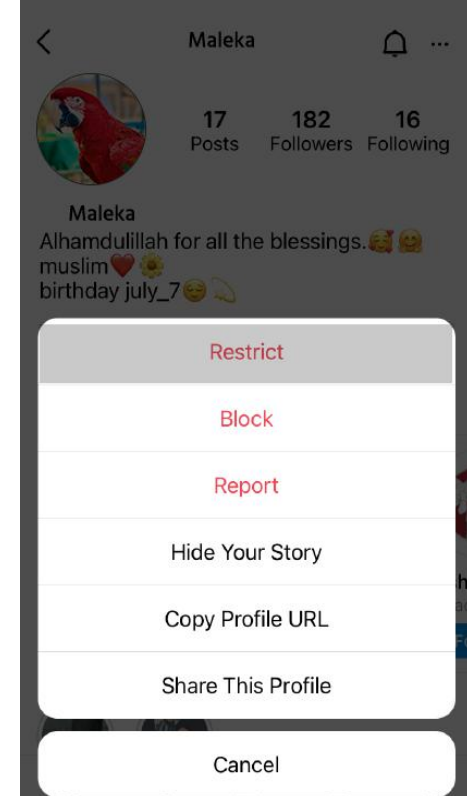 Maleka
17 182 16
Posts Followers Following
Maleka
Alhamdulillah for all the blessings.🥰🤗
muslim❤️🌼
birthday july_7😌💫
Restrict
Block
Report
Hide Your Story
Copy Profile URL
Share This Profile
Cancel